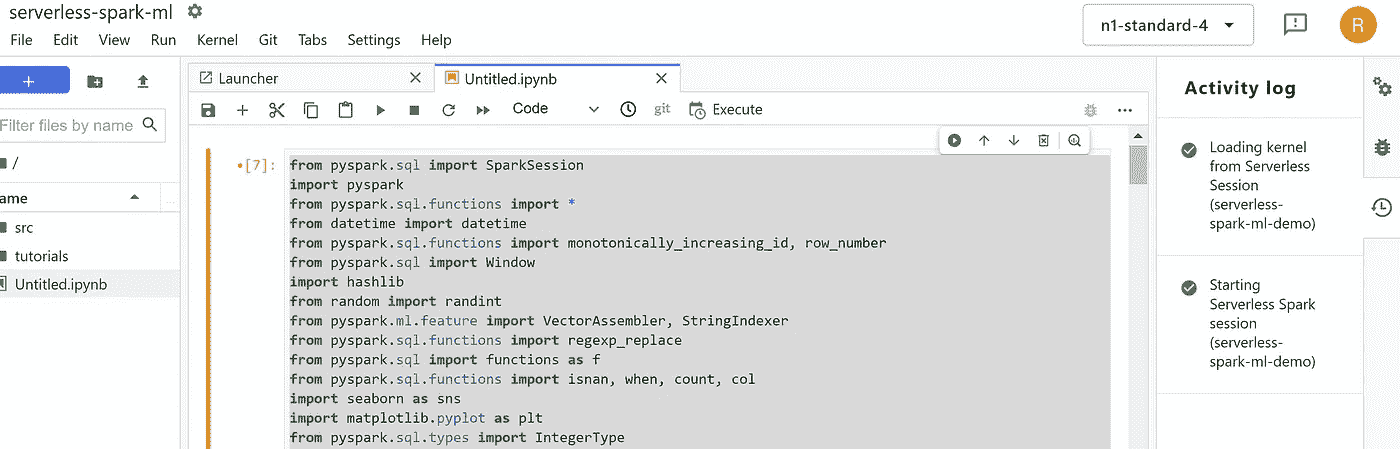 serverless-spark-ml
n1-standard-4
R
File Edit View Run Kernel Git Tabs Settings Help
+
Filter files by name
/
ame
src
tutorials
Untitled.ipynb
Launcher
Untitled.ipynb
Code
git
Execute
[7]:
from pyspark.sql import SparkSession
import pyspark
from pyspark.sql.functions import *
from datetime import datetime
from pyspark.sql.functions import monotonically_increasing_id, row_number
from pyspark.sql import Window
import hashlib
from random import randint
from pyspark.ml.feature import VectorAssembler, StringIndexer
from pyspark.sql.functions import regexp_replace
from pyspark.sql import functions as f
from pyspark.sql.functions import isnan, when, count, col
import seaborn as sns
import matplotlib.pyplot as plt
from pyspark.sql.types import IntegerType
Activity log
Loading kernel
from Serverless
Session
(serverless-
spark-ml-demo)
Starting
Serverless Spark
session
(serverless-
spark-ml-demo)